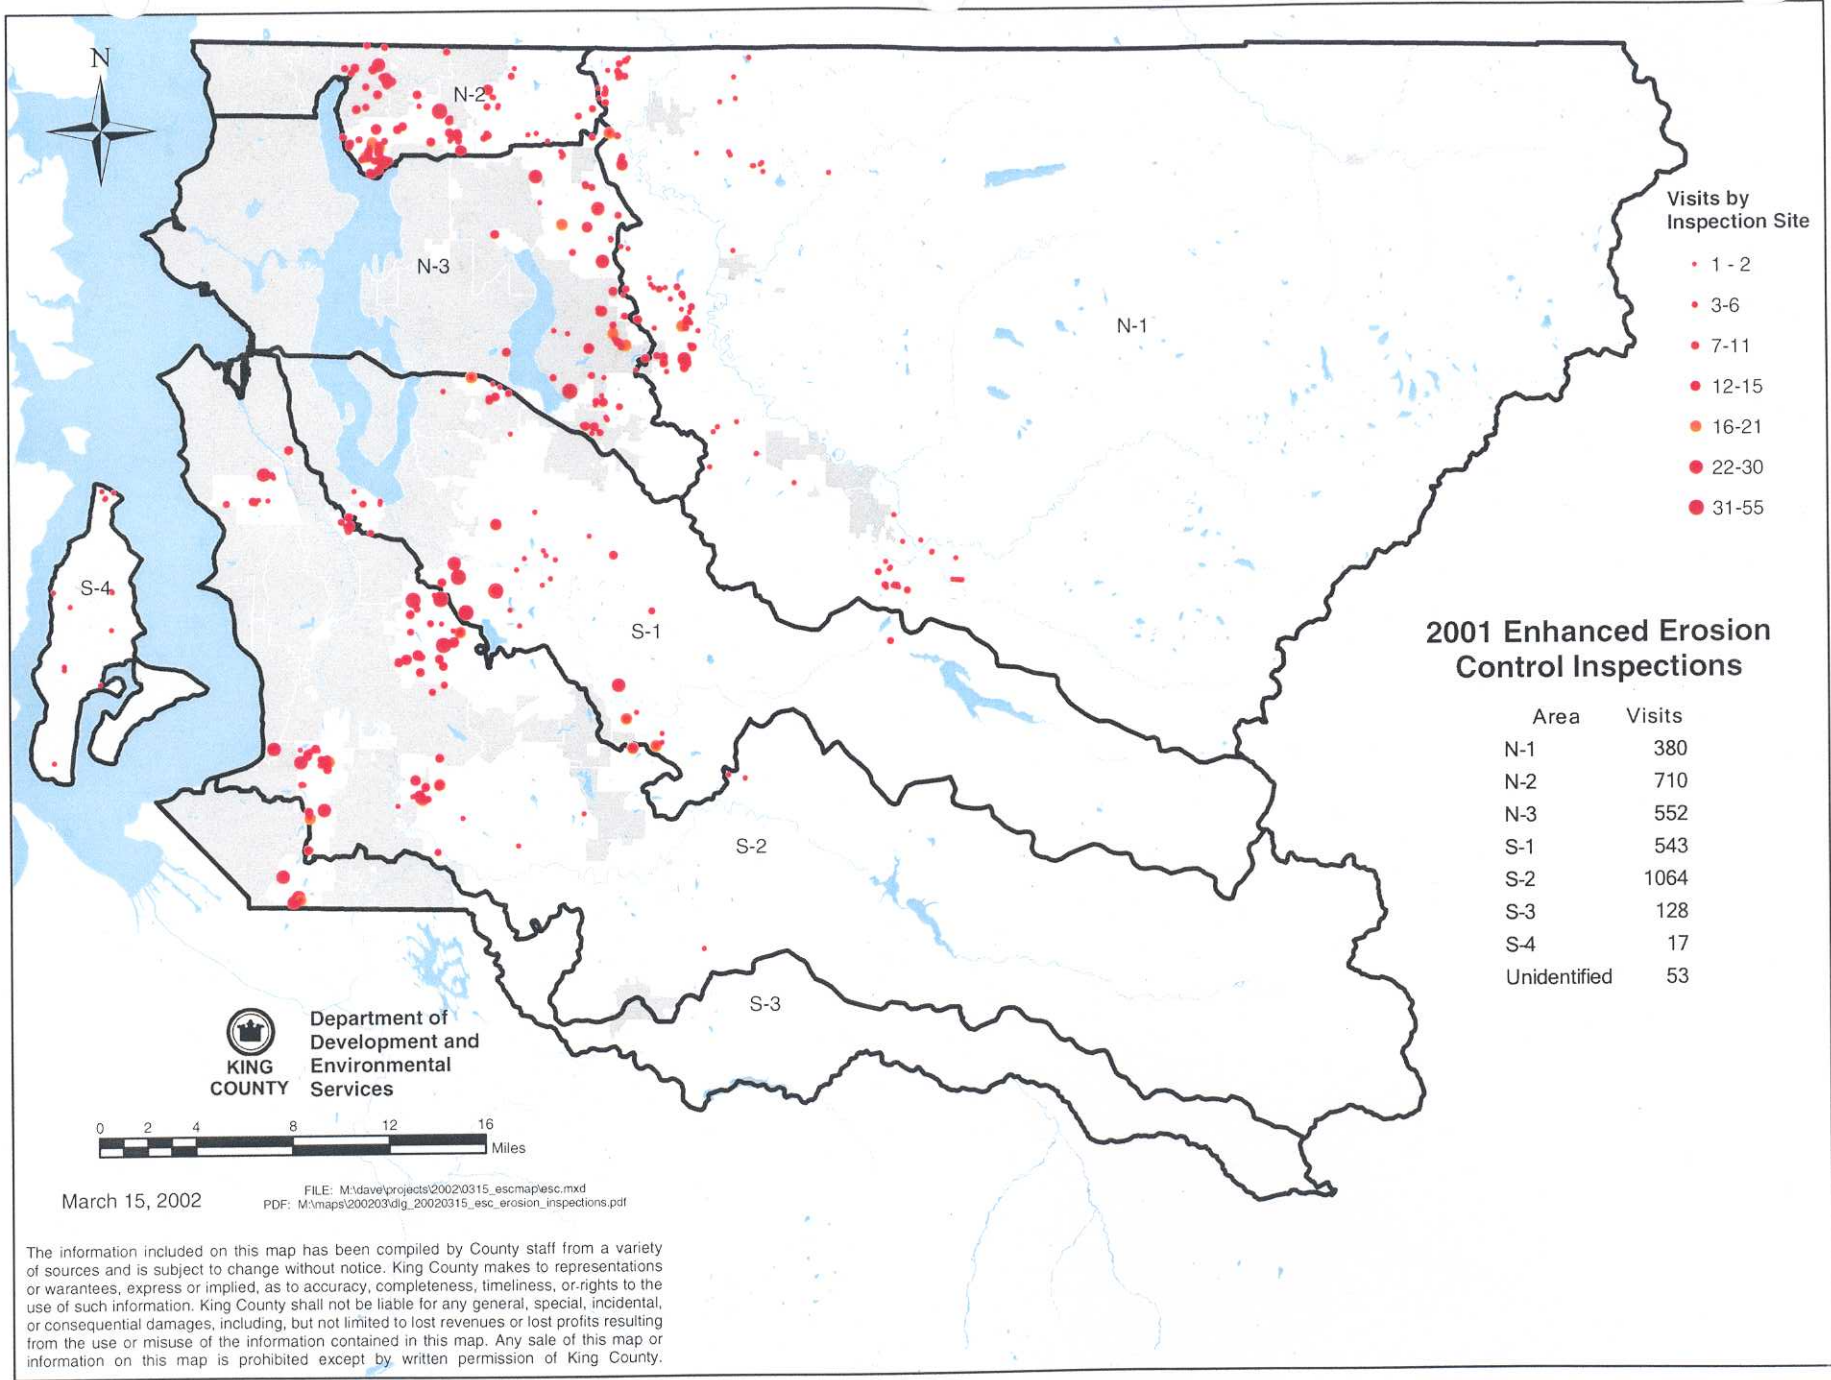 N
N-2
N-3
N-1
S-4
S-1
S-2
S-3
Visits by
Inspection Site
1 - 2
3-6
7-11
12-15
16-21
22-30
31-55
2001 Enhanced Erosion
Control Inspections
Area Visits
N-1 380
N-2 710
N-3 552
S-1 543
S-2 1064
S-3 128
S-4 17
Unidentified 53
KING
COUNTY
Department of
Development and
Environmental
Services
0 2 4 8 12 16
Miles
March 15, 2002
FILE: M:\dave\projects\2002\0315_escmap\esc.mxd
PDF: M:\maps\200203\dlg_20020315_esc_erosion_inspections.pdf
The information included on this map has been compiled by County staff from a variety
of sources and is subject to change without notice. King County makes to representations
or warantees, express or implied, as to accuracy, completeness, timeliness, or rights to the
use of such information. King County shall not be liable for any general, special, incidental,
or consequential damages, including, but not limited to lost revenues or lost profits resulting
from the use or misuse of the information contained in this map. Any sale of this map or
information on this map is prohibited except by written permission of King County.